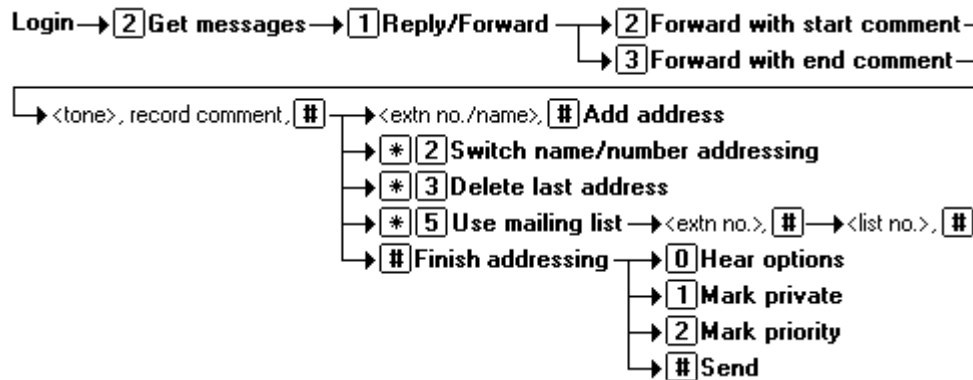 Login 2 Get messages 1 Reply/Forward 2 Forward with start comment
3 Forward with end comment
<tone>, record comment, # <extn no./name>, # Add address
* 2 Switch name/number addressing
* 3 Delete last address
* 5 Use mailing list <extn no.>, # <list no.>, #
# Finish addressing 0 Hear options
1 Mark private
2 Mark priority
# Send